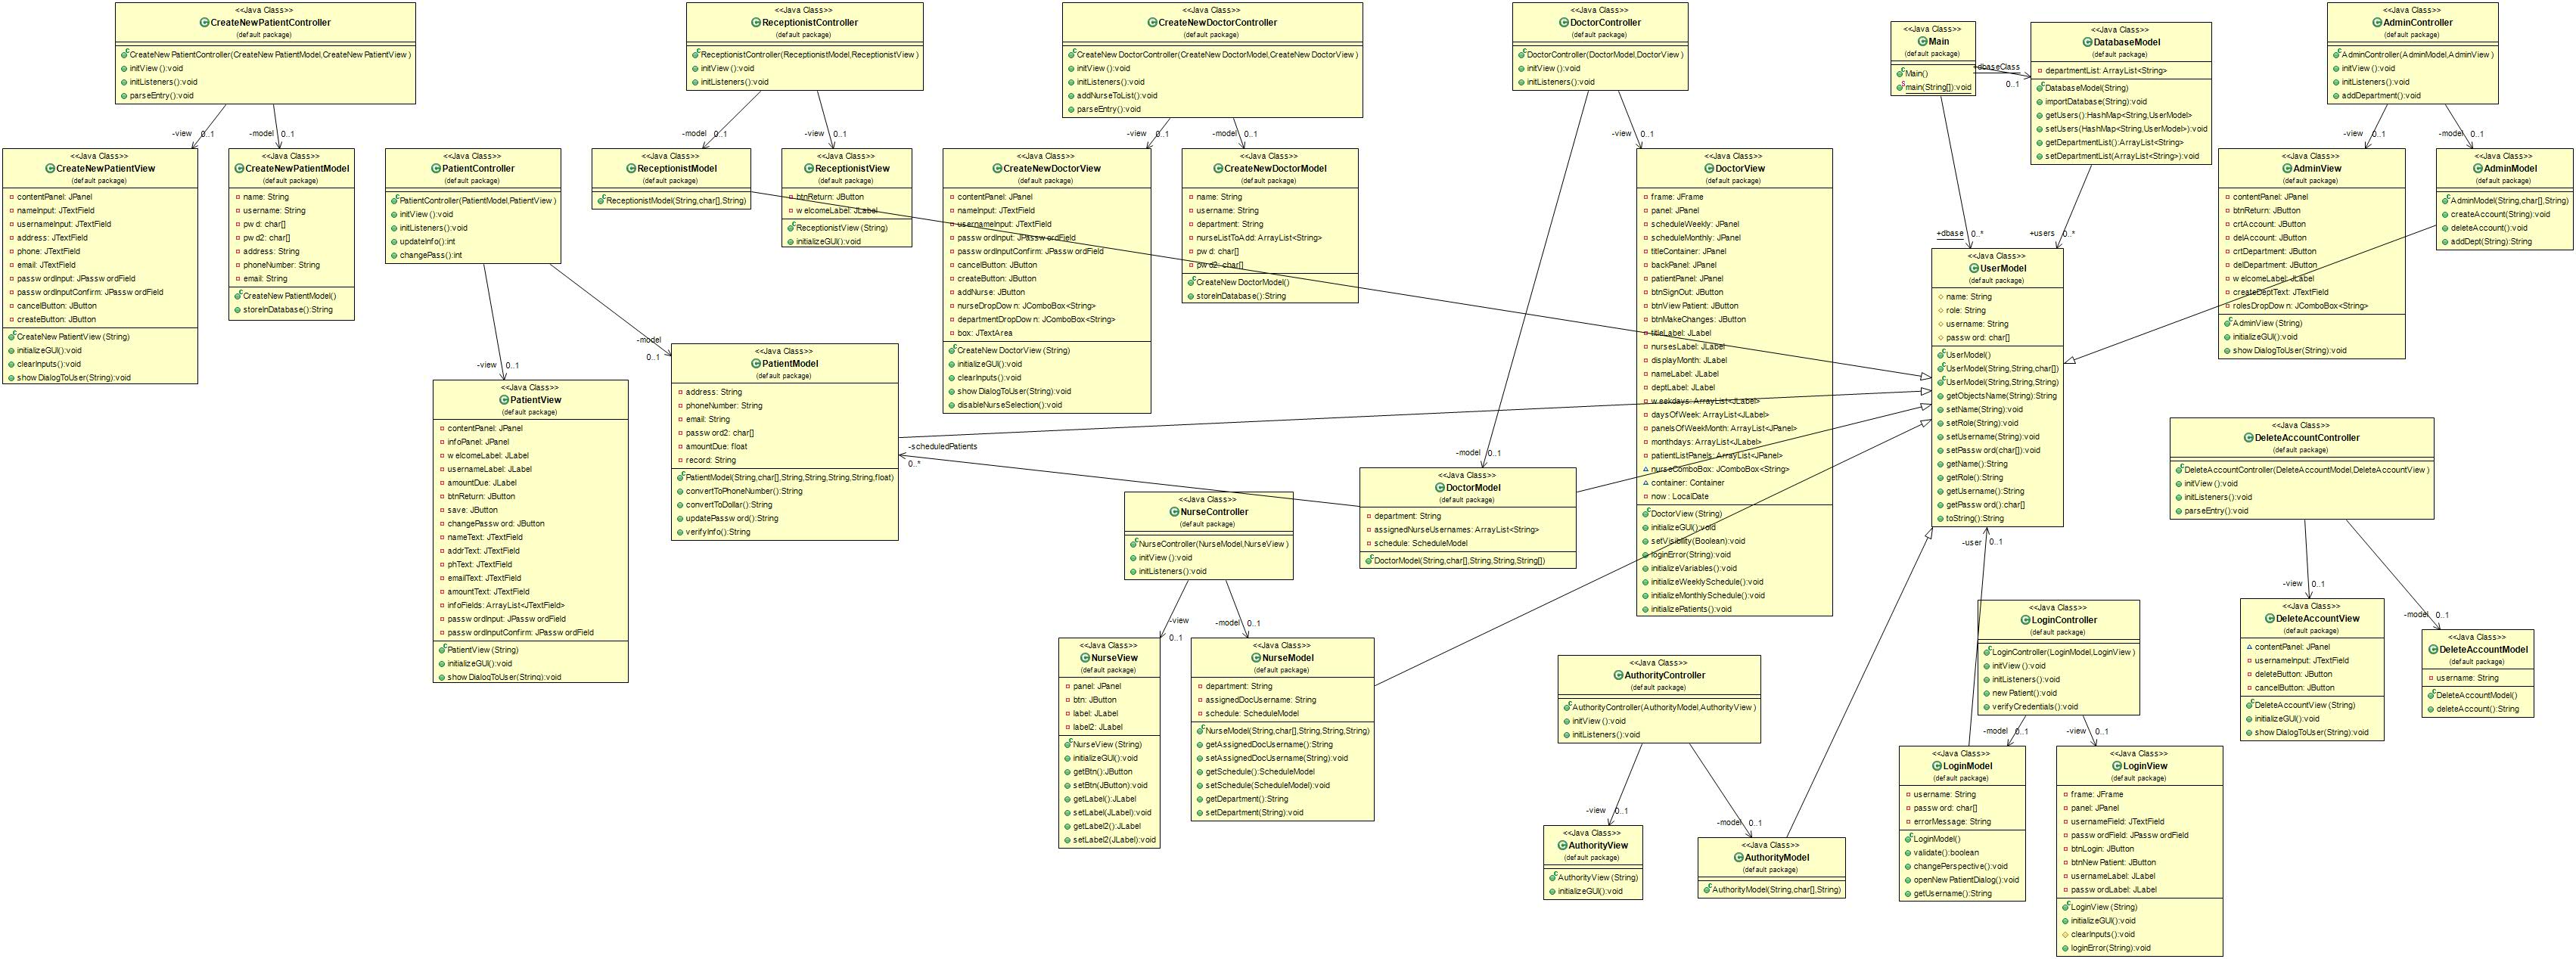 <<Java Class>>
CreateNewPatientController
(default package)
CreateNewPatientController(CreateNewPatientModel,CreateNewPatientView)
initView():void
initListeners():void
parseEntry():void
<<Java Class>>
ReceptionistController
(default package)
ReceptionistController(ReceptionistModel,ReceptionistView)
initView():void
initListeners():void
<<Java Class>>
CreateNewDoctorController
(default package)
CreateNewDoctorController(CreateNewDoctorModel,CreateNewDoctorView)
initView():void
initListeners():void
addNurseToList():void
parseEntry():void
<<Java Class>>
DoctorController
(default package)
DoctorController(DoctorModel,DoctorView)
initView():void
initListeners():void
<<Java Class>>
Main
(default package)
Main()
main(String[]):void
-dbaseClass
0..1
<<Java Class>>
DatabaseModel
(default package)
departmentList: ArrayList<String>
DatabaseModel(String)
importDatabase(String):void
getUsers():HashMap<String,UserModel>
setUsers(HashMap<String,UserModel>):void
getDepartmentList():ArrayList<String>
setDepartmentList(ArrayList<String>):void
<<Java Class>>
AdminController
(default package)
AdminController(AdminModel,AdminView)
initView():void
initListeners():void
addDepartment():void
-view 0..1
-model 0..1
-model 0..1
-view 0..1
-view 0..1
-model 0..1
-view 0..1
-view 0..1
-model 0..1
<<Java Class>>
CreateNewPatientView
(default package)
contentPanel: JPanel
nameInput: JTextField
usernameInput: JTextField
address: JTextField
phone: JTextField
email: JTextField
passwordInput: JPasswordField
passwordInputConfirm: JPasswordField
cancelButton: JButton
createButton: JButton
CreateNewPatientView(String)
initializeGUI():void
clearInputs():void
showDialogToUser(String):void
<<Java Class>>
CreateNewPatientModel
(default package)
name: String
username: String
pwd: char[]
pwd2: char[]
address: String
phoneNumber: String
email: String
CreateNewPatientModel()
storeInDatabase():String
<<Java Class>>
PatientController
(default package)
PatientController(PatientModel,PatientView)
initView():void
initListeners():void
updateInfo():int
changePass():int
<<Java Class>>
ReceptionistModel
(default package)
ReceptionistModel(String,char[],String)
<<Java Class>>
ReceptionistView
(default package)
btnReturn: JButton
welcomeLabel: JLabel
ReceptionistView(String)
initializeGUI():void
<<Java Class>>
CreateNewDoctorView
(default package)
contentPanel: JPanel
nameInput: JTextField
usernameInput: JTextField
passwordInput: JPasswordField
passwordInputConfirm: JPasswordField
cancelButton: JButton
createButton: JButton
addNurse: JButton
nurseDropDown: JComboBox<String>
departmentDropDown: JComboBox<String>
box: JTextArea
CreateNewDoctorView(String)
initializeGUI():void
clearInputs():void
showDialogToUser(String):void
disableNurseSelection():void
<<Java Class>>
CreateNewDoctorModel
(default package)
name: String
username: String
department: String
nurseListToAdd: ArrayList<String>
pwd: char[]
pwd2: char[]
CreateNewDoctorModel()
storeInDatabase():String
<<Java Class>>
DoctorView
(default package)
frame: JFrame
panel: JPanel
scheduleWeekly: JPanel
scheduleMonthly: JPanel
titleContainer: JPanel
backPanel: JPanel
patientPanel: JPanel
btnSignOut: JButton
btnViewPatient: JButton
btnMakeChanges: JButton
titleLabel: JLabel
nursesLabel: JLabel
displayMonth: JLabel
nameLabel: JLabel
deptLabel: JLabel
weekdays: ArrayList<JLabel>
daysOfWeek: ArrayList<JLabel>
panelsOfWeekMonth: ArrayList<JPanel>
monthdays: ArrayList<JLabel>
patientListPanels: ArrayList<JPanel>
nurseComboBox: JComboBox<String>
container: Container
now: LocalDate
DoctorView(String)
initializeGUI():void
setVisibility(Boolean):void
loginError(String):void
initializeVariables():void
initializeWeeklySchedule():void
initializeMonthlySchedule():void
initializePatients():void
+dbase 0..*
+users 0..*
<<Java Class>>
UserModel
(default package)
name: String
role: String
username: String
password: char[]
UserModel()
UserModel(String,String,char[])
UserModel(String,String,String)
getObjectsName(String):String
setName(String):void
setRole(String):void
setUsername(String):void
setPassword(char[]):void
getName():String
getRole():String
getUsername():String
getPassword():char[]
toString():String
<<Java Class>>
AdminView
(default package)
contentPanel: JPanel
btnReturn: JButton
crtAccount: JButton
delAccount: JButton
crtDepartment: JButton
delDepartment: JButton
welcomeLabel: JLabel
createDeptText: JTextField
rolesDropDown: JComboBox<String>
AdminView(String)
initializeGUI():void
showDialogToUser(String):void
<<Java Class>>
AdminModel
(default package)
AdminModel(String,char[],String)
createAccount(String):void
deleteAccount():void
addDept(String):String
-view 0..1
-model
0..1
<<Java Class>>
PatientView
(default package)
contentPanel: JPanel
infoPanel: JPanel
welcomeLabel: JLabel
usernameLabel: JLabel
amountDue: JLabel
btnReturn: JButton
save: JButton
changePassword: JButton
nameText: JTextField
addrText: JTextField
phText: JTextField
emailText: JTextField
amountText: JTextField
infoFields: ArrayList<JTextField>
passwordInput: JPasswordField
passwordInputConfirm: JPasswordField
PatientView(String)
initializeGUI():void
showDialogToUser(String):void
<<Java Class>>
PatientModel
(default package)
address: String
phoneNumber: String
email: String
password2: char[]
amountDue: float
record: String
PatientModel(String,char[],String,String,String,String,float)
convertToPhoneNumber():String
convertToDollar():String
updatePassword():String
verifyInfo():String
-scheduledPatients
0..*
-model 0..1
<<Java Class>>
DoctorModel
(default package)
department: String
assignedNurseUsernames: ArrayList<String>
schedule: ScheduleModel
DoctorModel(String,char[],String,String,String[])
<<Java Class>>
NurseController
(default package)
NurseController(NurseModel,NurseView)
initView():void
initListeners():void
-view
0..1
-model 0..1
<<Java Class>>
NurseView
(default package)
panel: JPanel
btn: JButton
label: JLabel
label2: JLabel
NurseView(String)
initializeGUI():void
getBtn():JButton
setBtn(JButton):void
getLabel():JLabel
setLabel(JLabel):void
getLabel2():JLabel
setLabel2(JLabel):void
<<Java Class>>
NurseModel
(default package)
department: String
assignedDocUsername: String
schedule: ScheduleModel
NurseModel(String,char[],String,String,String)
getAssignedDocUsername():String
setAssignedDocUsername(String):void
getSchedule():ScheduleModel
setSchedule(ScheduleModel):void
getDepartment():String
setDepartment(String):void
<<Java Class>>
AuthorityController
(default package)
AuthorityController(AuthorityModel,AuthorityView)
initView():void
initListeners():void
-view 0..1
-model 0..1
<<Java Class>>
AuthorityView
(default package)
AuthorityView(String)
initializeGUI():void
<<Java Class>>
AuthorityModel
(default package)
AuthorityModel(String,char[],String)
-user 0..1
<<Java Class>>
LoginController
(default package)
LoginController(LoginModel,LoginView)
initView():void
initListeners():void
newPatient():void
verifyCredentials():void
-model 0..1
-view 0..1
<<Java Class>>
LoginModel
(default package)
username: String
password: char[]
errorMessage: String
LoginModel()
validate():boolean
changePerspective():void
openNewPatientDialog():void
getUsername():String
<<Java Class>>
LoginView
(default package)
frame: JFrame
panel: JPanel
usernameField: JTextField
passwordField: JPasswordField
btnLogin: JButton
btnNewPatient: JButton
usernameLabel: JLabel
passwordLabel: JLabel
LoginView(String)
initializeGUI():void
clearInputs():void
loginError(String):void
<<Java Class>>
DeleteAccountController
(default package)
DeleteAccountController(DeleteAccountModel,DeleteAccountView)
initView():void
initListeners():void
parseEntry():void
-view 0..1
-model 0..1
<<Java Class>>
DeleteAccountView
(default package)
contentPanel: JPanel
usernameInput: JTextField
deleteButton: JButton
cancelButton: JButton
DeleteAccountView(String)
initializeGUI():void
showDialogToUser(String):void
<<Java Class>>
DeleteAccountModel
(default package)
username: String
DeleteAccountModel()
deleteAccount():String